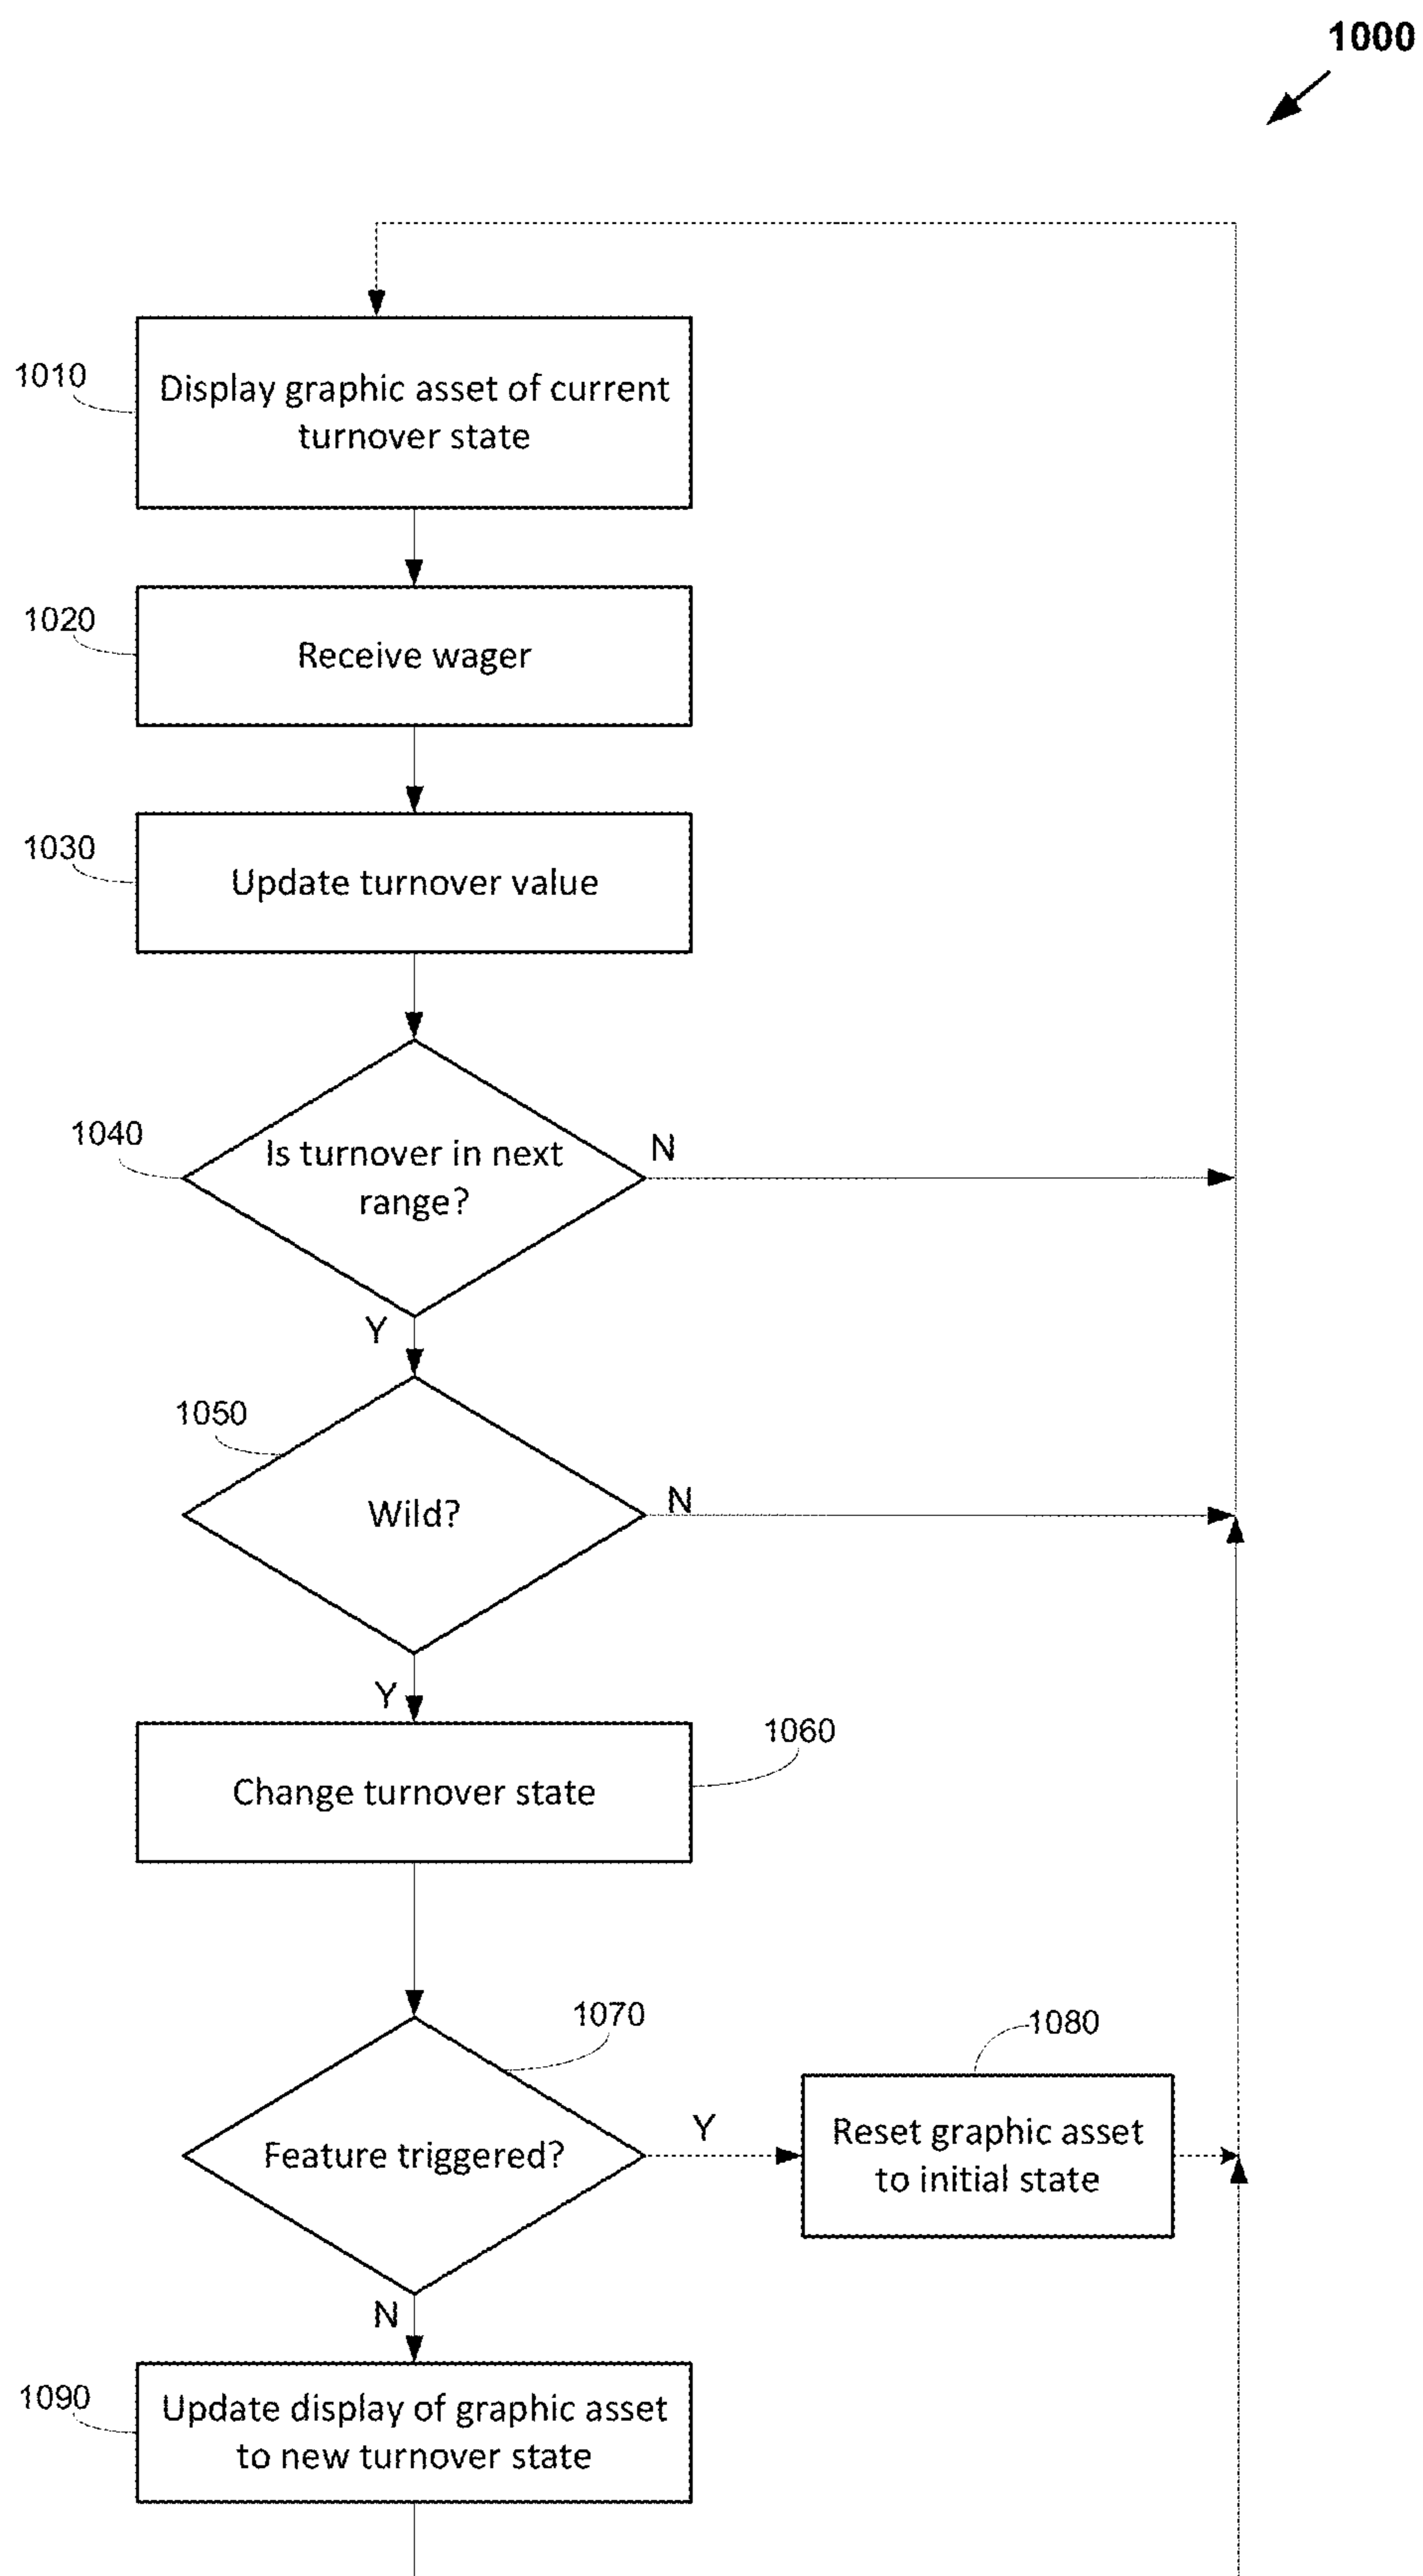 1000
1010
Display graphic asset of current
turnover state
1020
Receive wager
1030
Update turnover value
1040
Is turnover in next
range?
N
Y
1050
Wild?
N
Y
1060
Change turnover state
1070
Feature triggered?
Y
1080
Reset graphic asset
to initial state
N
1090
Update display of graphic asset
to new turnover state